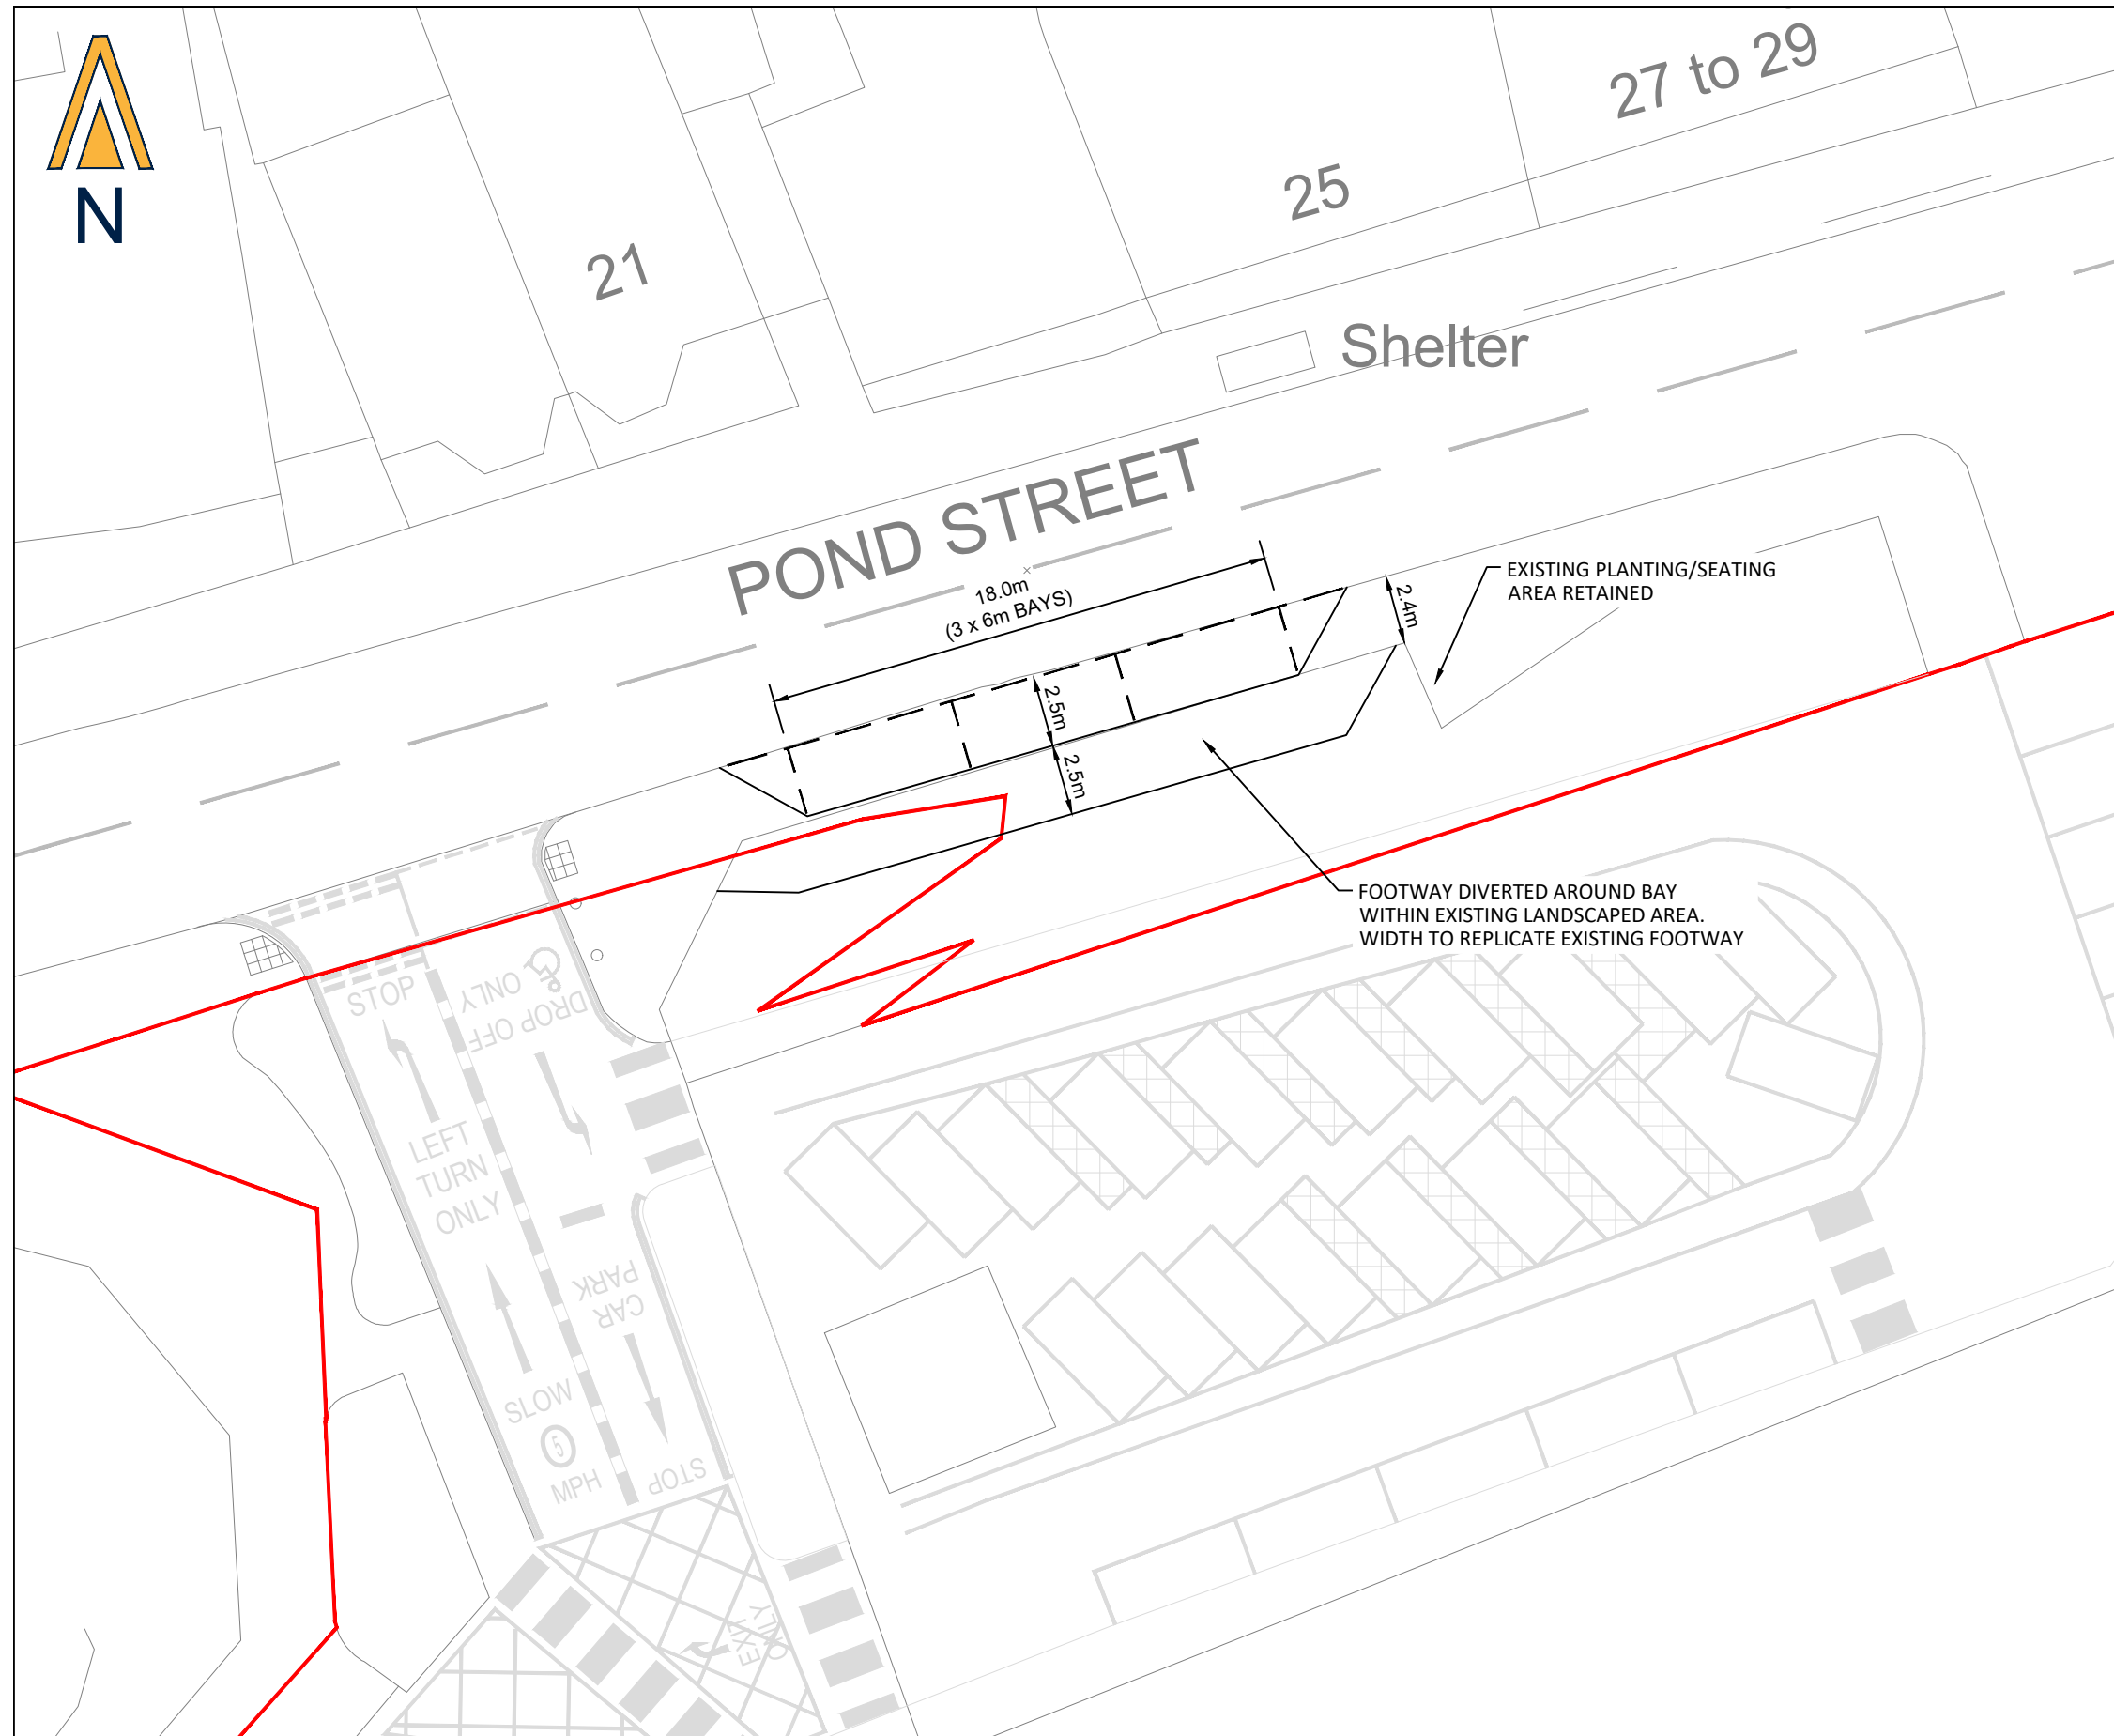 N
27 to 29
25
21
Shelter
POND STREET
18.0m
(3 x 6m BAYS)
2.4m
EXISTING PLANTING/SEATING
AREA RETAINED
2.5m
2.5m
FOOTWAY DIVERTED AROUND BAY
WITHIN EXISTING LANDSCAPED AREA.
WIDTH TO REPLICATE EXISTING FOOTWAY
STOP
DROP OFF
ONLY
LEFT
TURN
ONLY
CAR
PARK
SLOW
5
MPH
STOP
EXIT
ONLY